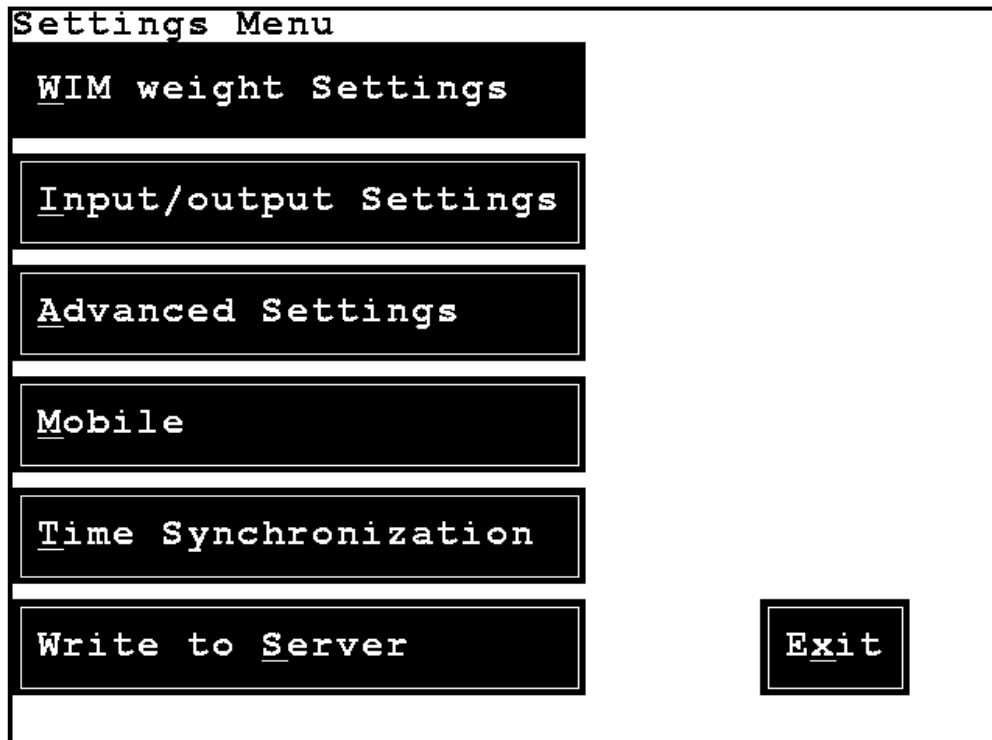 Settings Menu
WIM weight Settings
Input/output Settings
Advanced Settings
Mobile
Time Synchronization
Write to Server
Exit